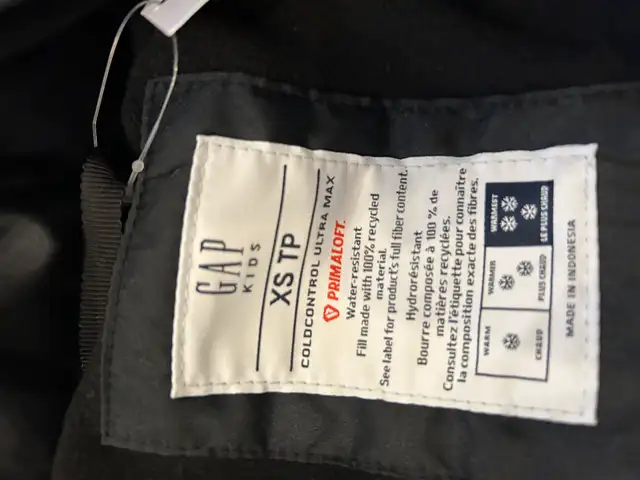 GAP
KIDS
XS TP
COLDCONTROL ULTRA MAX
PRIMALOFT.
Water-resistant
Fill made with 100% recycled
material.
See label for product's full fiber content.
Hydrorésistant
Bourre composée à 100 % de
matières recyclées.
Consultez l'étiquette pour connaître
la composition exacte des fibres.
WARM
CHAUD
WARMER
PLUS CHAUD
WARMEST
LE PLUS CHAUD
MADE IN INDONESIA